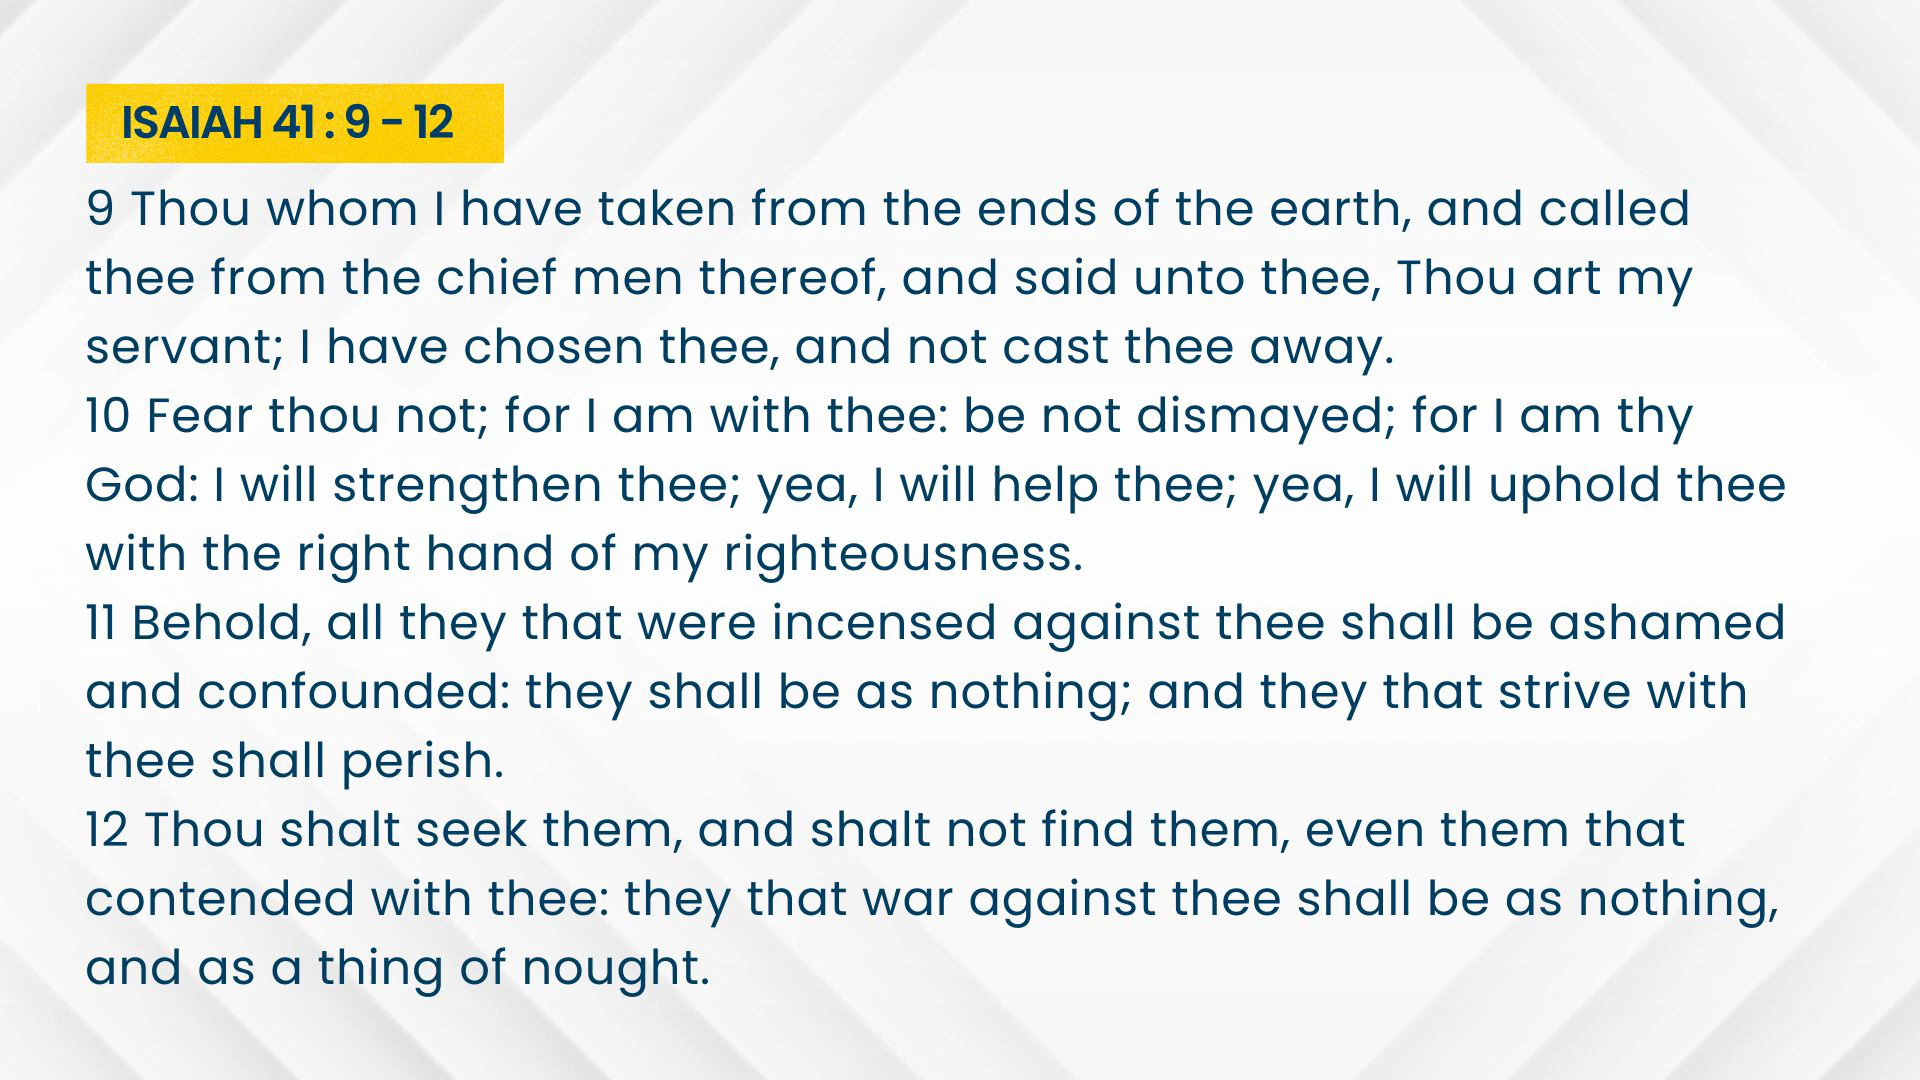 ISAIAH 41 : 9 - 12
9 Thou whom I have taken from the ends of the earth, and called
thee from the chief men thereof, and said unto thee, Thou art my
servant; I have chosen thee, and not cast thee away.
10 Fear thou not; for I am with thee: be not dismayed; for I am thy
God: I will strengthen thee; yea, I will help thee; yea, I will uphold thee
with the right hand of my righteousness.
11 Behold, all they that were incensed against thee shall be ashamed
and confounded: they shall be as nothing; and they that strive with
thee shall perish.
12 Thou shalt seek them, and shalt not find them, even them that
contended with thee: they that war against thee shall be as nothing,
and as a thing of nought.